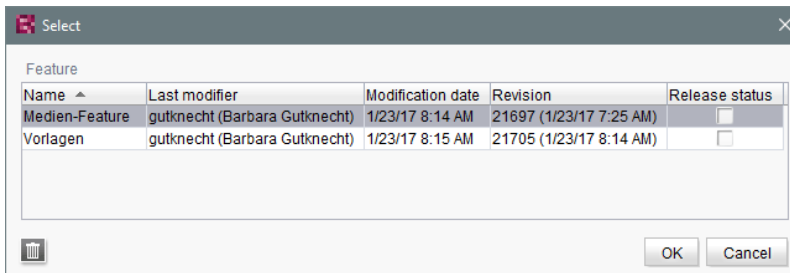 Select
Feature
Name Last modifier Modification date Revision Release status
Medien-Feature gutknecht (Barbara Gutknecht) 1/23/17 8:14 AM 21697 (1/23/17 7:25 AM)
Vorlagen gutknecht (Barbara Gutknecht) 1/23/17 8:15 AM 21705 (1/23/17 8:14 AM)
OK Cancel